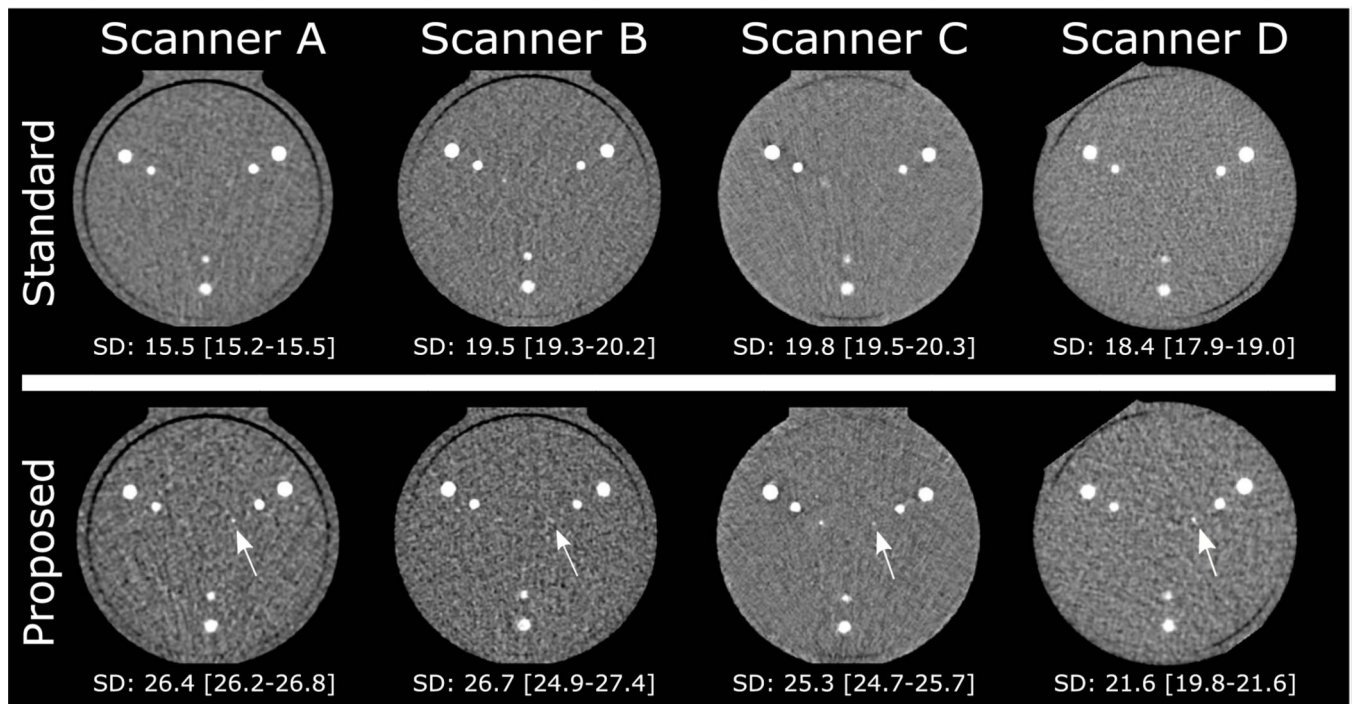 Scanner A Scanner B Scanner C Scanner D
Standard
SD: 15.5 [15.2-15.5] SD: 19.5 [19.3-20.2] SD: 19.8 [19.5-20.3] SD: 18.4 [17.9-19.0]
Proposed
SD: 26.4 [26.2-26.8] SD: 26.7 [24.9-27.4] SD: 25.3 [24.7-25.7] SD: 21.6 [19.8-21.6]